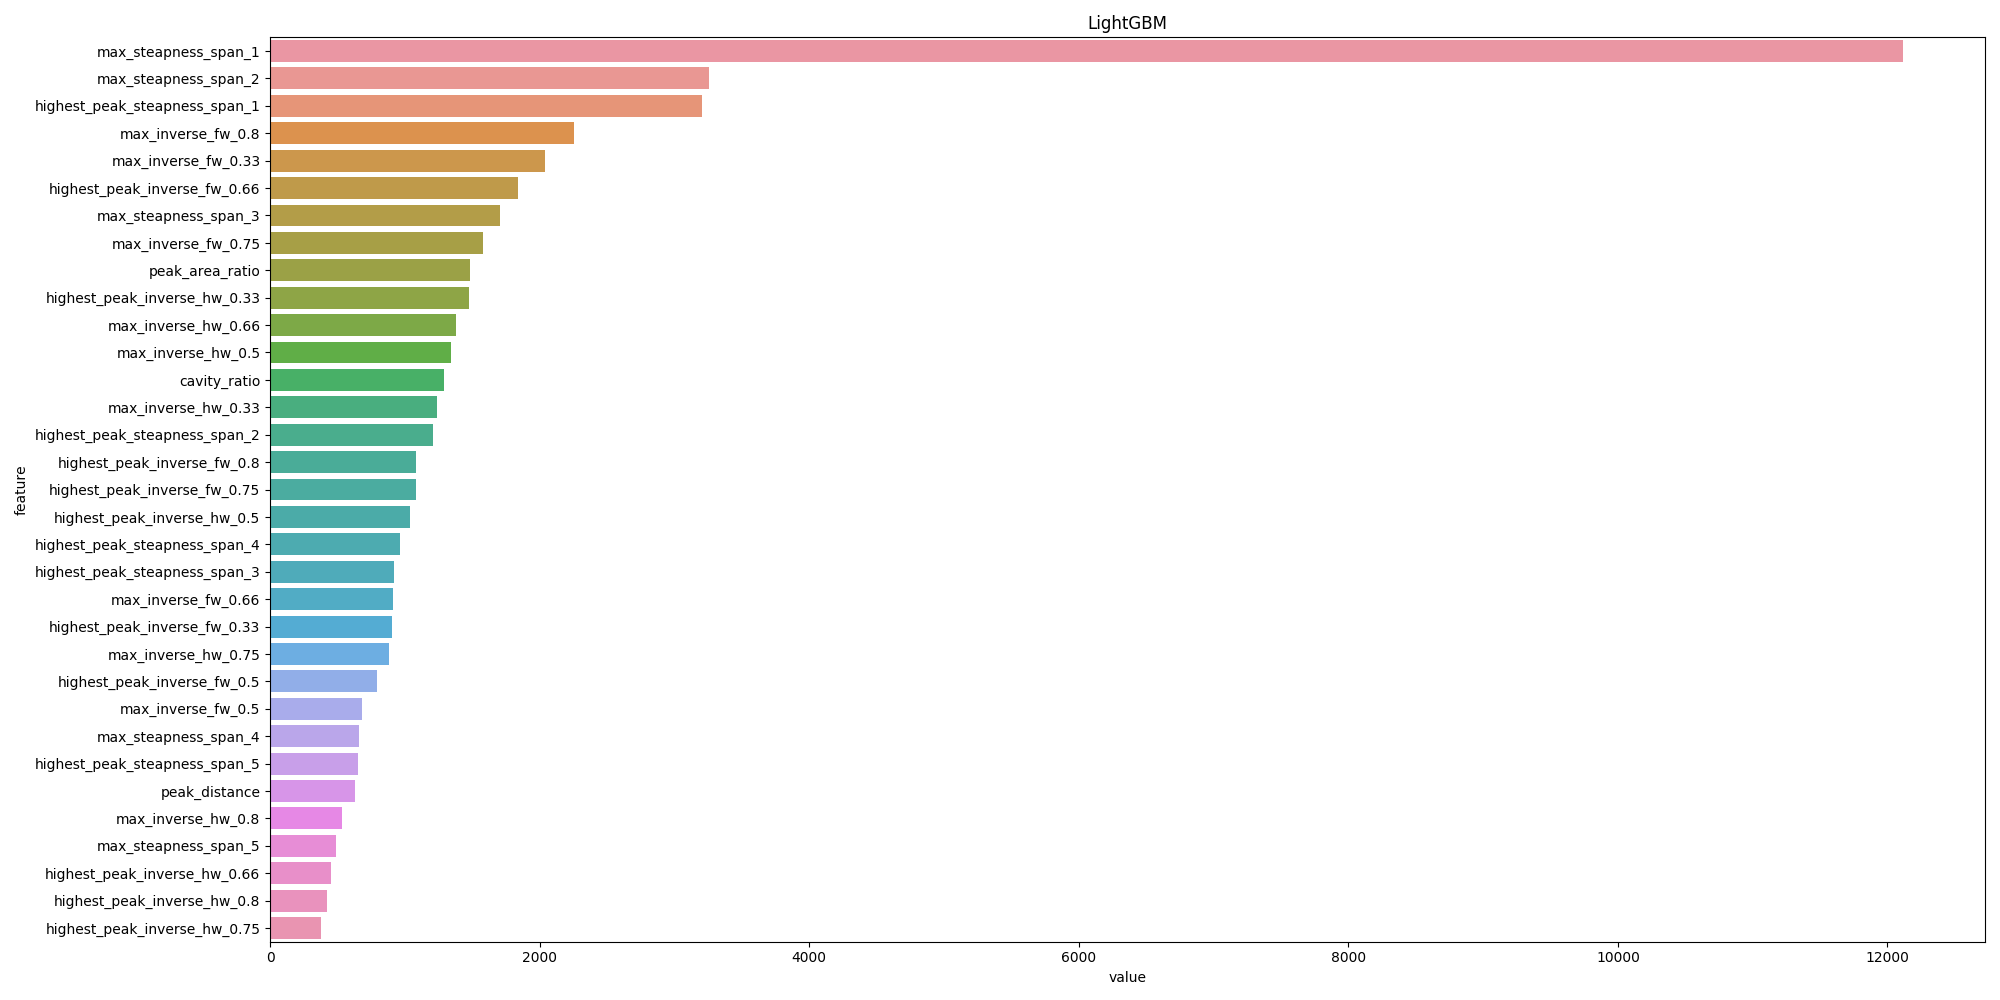 LightGBM
max_steapness_span_1
max_steapness_span_2
highest_peak_steapness_span_1
max_inverse_fw_0.8
max_inverse_fw_0.33
highest_peak_inverse_fw_0.66
max_steapness_span_3
max_inverse_fw_0.75
peak_area_ratio
highest_peak_inverse_hw_0.33
max_inverse_hw_0.66
max_inverse_hw_0.5
cavity_ratio
max_inverse_hw_0.33
highest_peak_steapness_span_2
highest_peak_inverse_fw_0.8
highest_peak_inverse_fw_0.75
highest_peak_inverse_hw_0.5
highest_peak_steapness_span_4
highest_peak_steapness_span_3
max_inverse_fw_0.66
highest_peak_inverse_fw_0.33
max_inverse_hw_0.75
highest_peak_inverse_fw_0.5
max_inverse_fw_0.5
max_steapness_span_4
highest_peak_steapness_span_5
peak_distance
max_inverse_hw_0.8
max_steapness_span_5
highest_peak_inverse_hw_0.66
highest_peak_inverse_hw_0.8
highest_peak_inverse_hw_0.75
feature
0 2000 4000 6000 8000 10000 12000
value